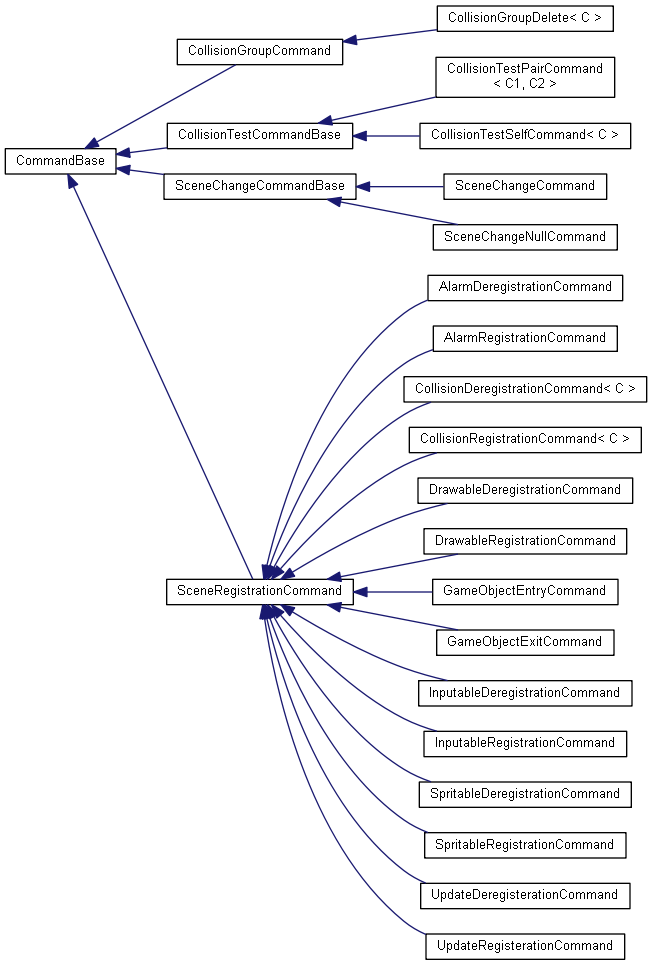 CollisionGroupDelete< C >
CollisionGroupCommand
CollisionTestPairCommand
< C1, C2 >
CollisionTestCommandBase
CollisionTestSelfCommand< C >
CommandBase
SceneChangeCommandBase
SceneChangeCommand
SceneChangeNullCommand
AlarmDeregistrationCommand
AlarmRegistrationCommand
CollisionDeregistrationCommand< C >
CollisionRegistrationCommand< C >
DrawableDeregistrationCommand
DrawableRegistrationCommand
SceneRegistrationCommand
GameObjectEntryCommand
GameObjectExitCommand
InputableDeregistrationCommand
InputableRegistrationCommand
SpritableDeregistrationCommand
SpritableRegistrationCommand
UpdateDeregisterationCommand
UpdateRegisterationCommand